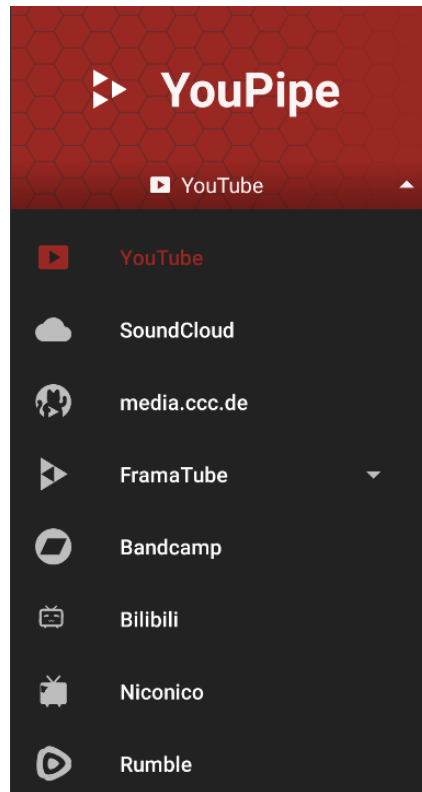 YouPipe
YouTube
YouTube
SoundCloud
media.ccc.de
FramaTube
Bandcamp
Bilibili
Niconico
Rumble